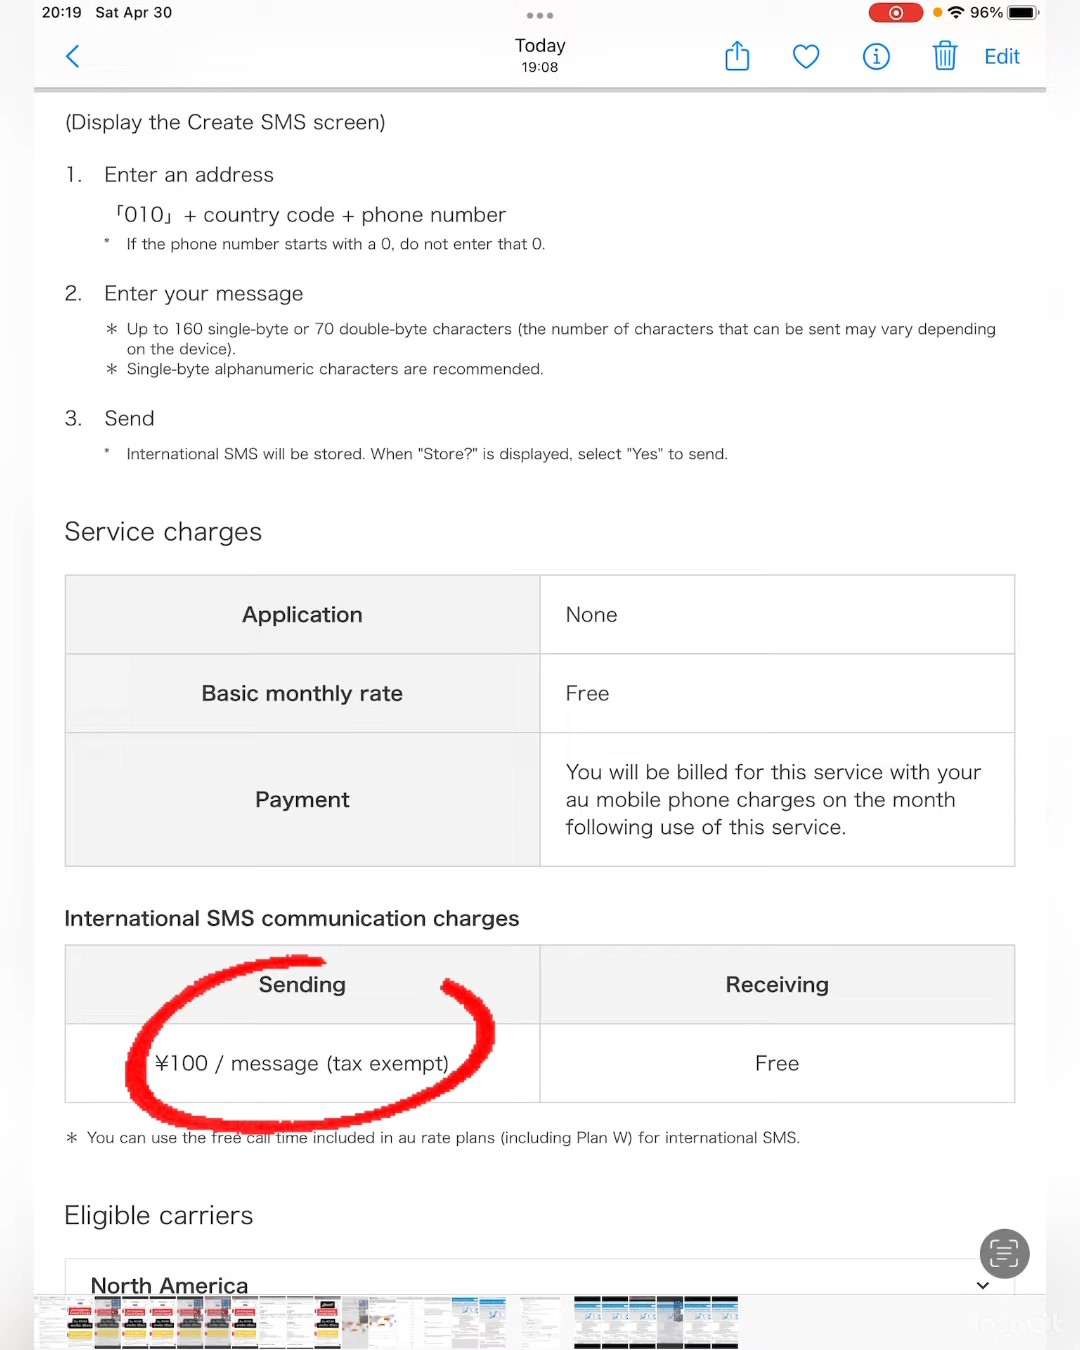 20:19 Sat Apr 30
96%
Today
19:08
Edit
(Display the Create SMS screen)
1. Enter an address
「010」 + country code + phone number
* If the phone number starts with a 0, do not enter that 0.
2. Enter your message
＊ Up to 160 single-byte or 70 double-byte characters (the number of characters that can be sent may vary depending
on the device).
＊ Single-byte alphanumeric characters are recommended.
3. Send
* International SMS will be stored. When "Store?" is displayed, select "Yes" to send.
Service charges
Application None
Basic monthly rate Free
Payment You will be billed for this service with your
au mobile phone charges on the month
following use of this service.
International SMS communication charges
Sending Receiving
¥100 / message (tax exempt) Free
＊ You can use the free call time included in au rate plans (including Plan W) for international SMS.
Eligible carriers
North America